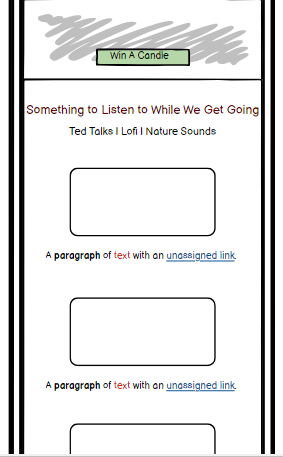 Win A Candle
Something to Listen to While We Get Going
Ted Talks | Lofi | Nature Sounds
A paragraph of text with an unassigned link.
A paragraph of text with an unassigned link.